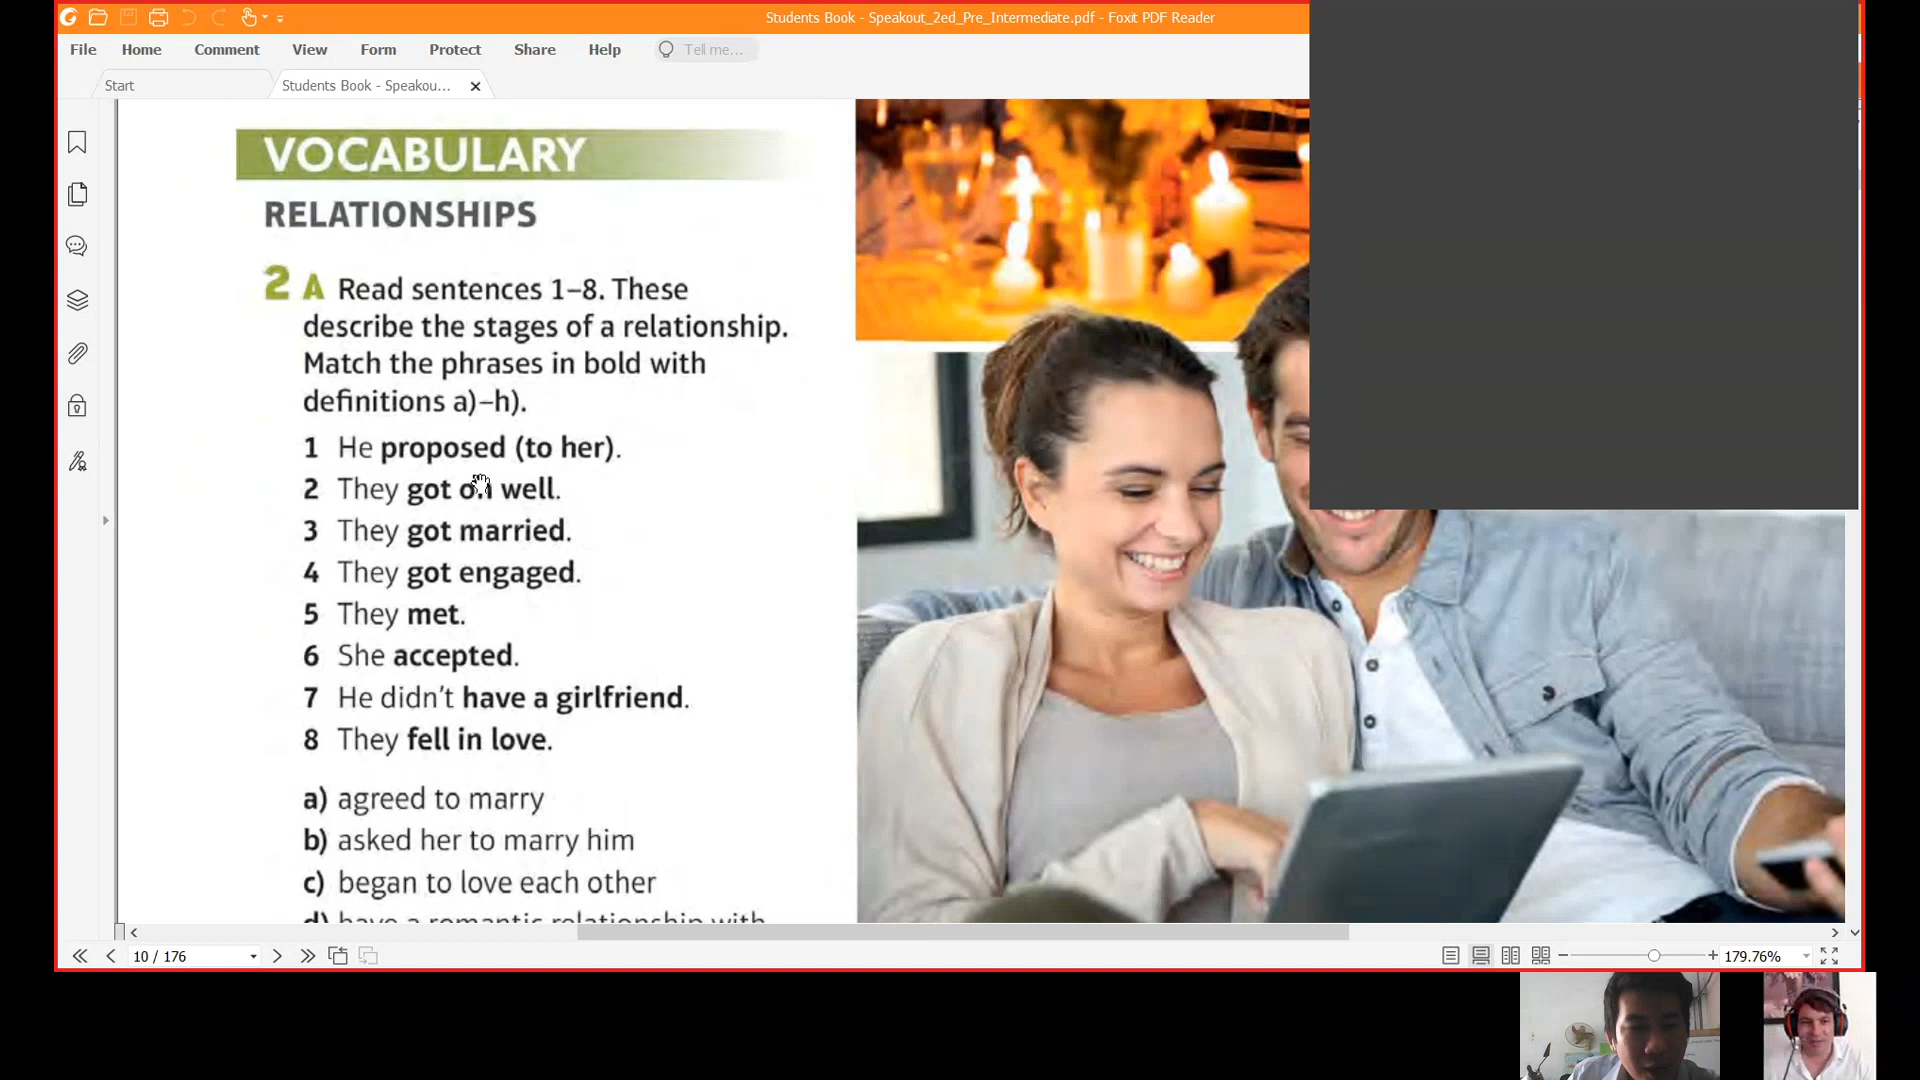 Students Book - Speakout_2ed_Pre_Intermediate.pdf - Foxit PDF Reader
File Home Comment View Form Protect Share Help Tell me...
Start Students Book - Speakou...
VOCABULARY
RELATIONSHIPS
2 A Read sentences 1–8. These
describe the stages of a relationship.
Match the phrases in bold with
definitions a)–h).
1 He proposed (to her).
2 They got on well.
3 They got married.
4 They got engaged.
5 They met.
6 She accepted.
7 He didn't have a girlfriend.
8 They fell in love.
a) agreed to marry
b) asked her to marry him
c) began to love each other
d) have a romantic relationship with
10 / 176 179.76%